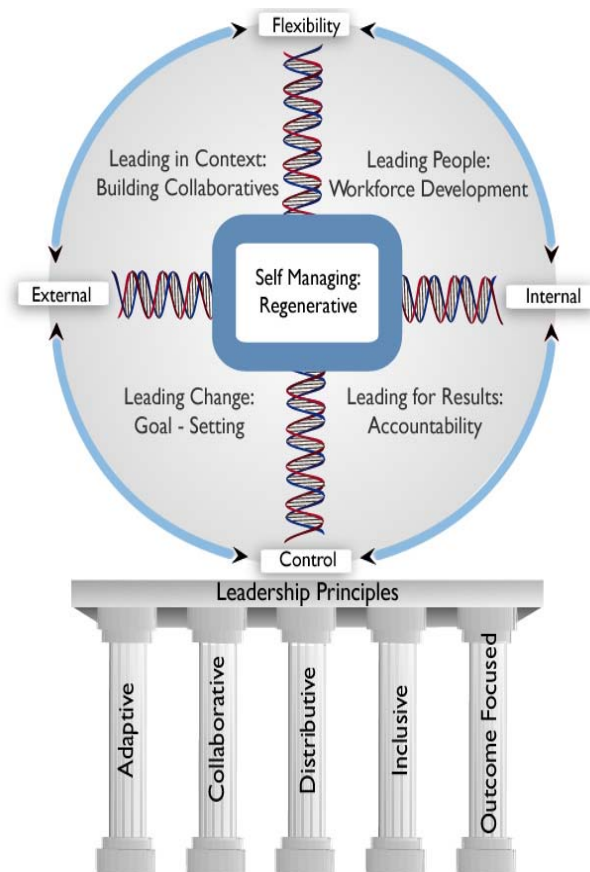 Flexibility
Leading in Context:
Building Collaboratives
Leading People:
Workforce Development
External
Self Managing:
Regenerative
Internal
Leading Change:
Goal - Setting
Leading for Results:
Accountability
Control
Leadership Principles
Adaptive
Collaborative
Distributive
Inclusive
Outcome Focused